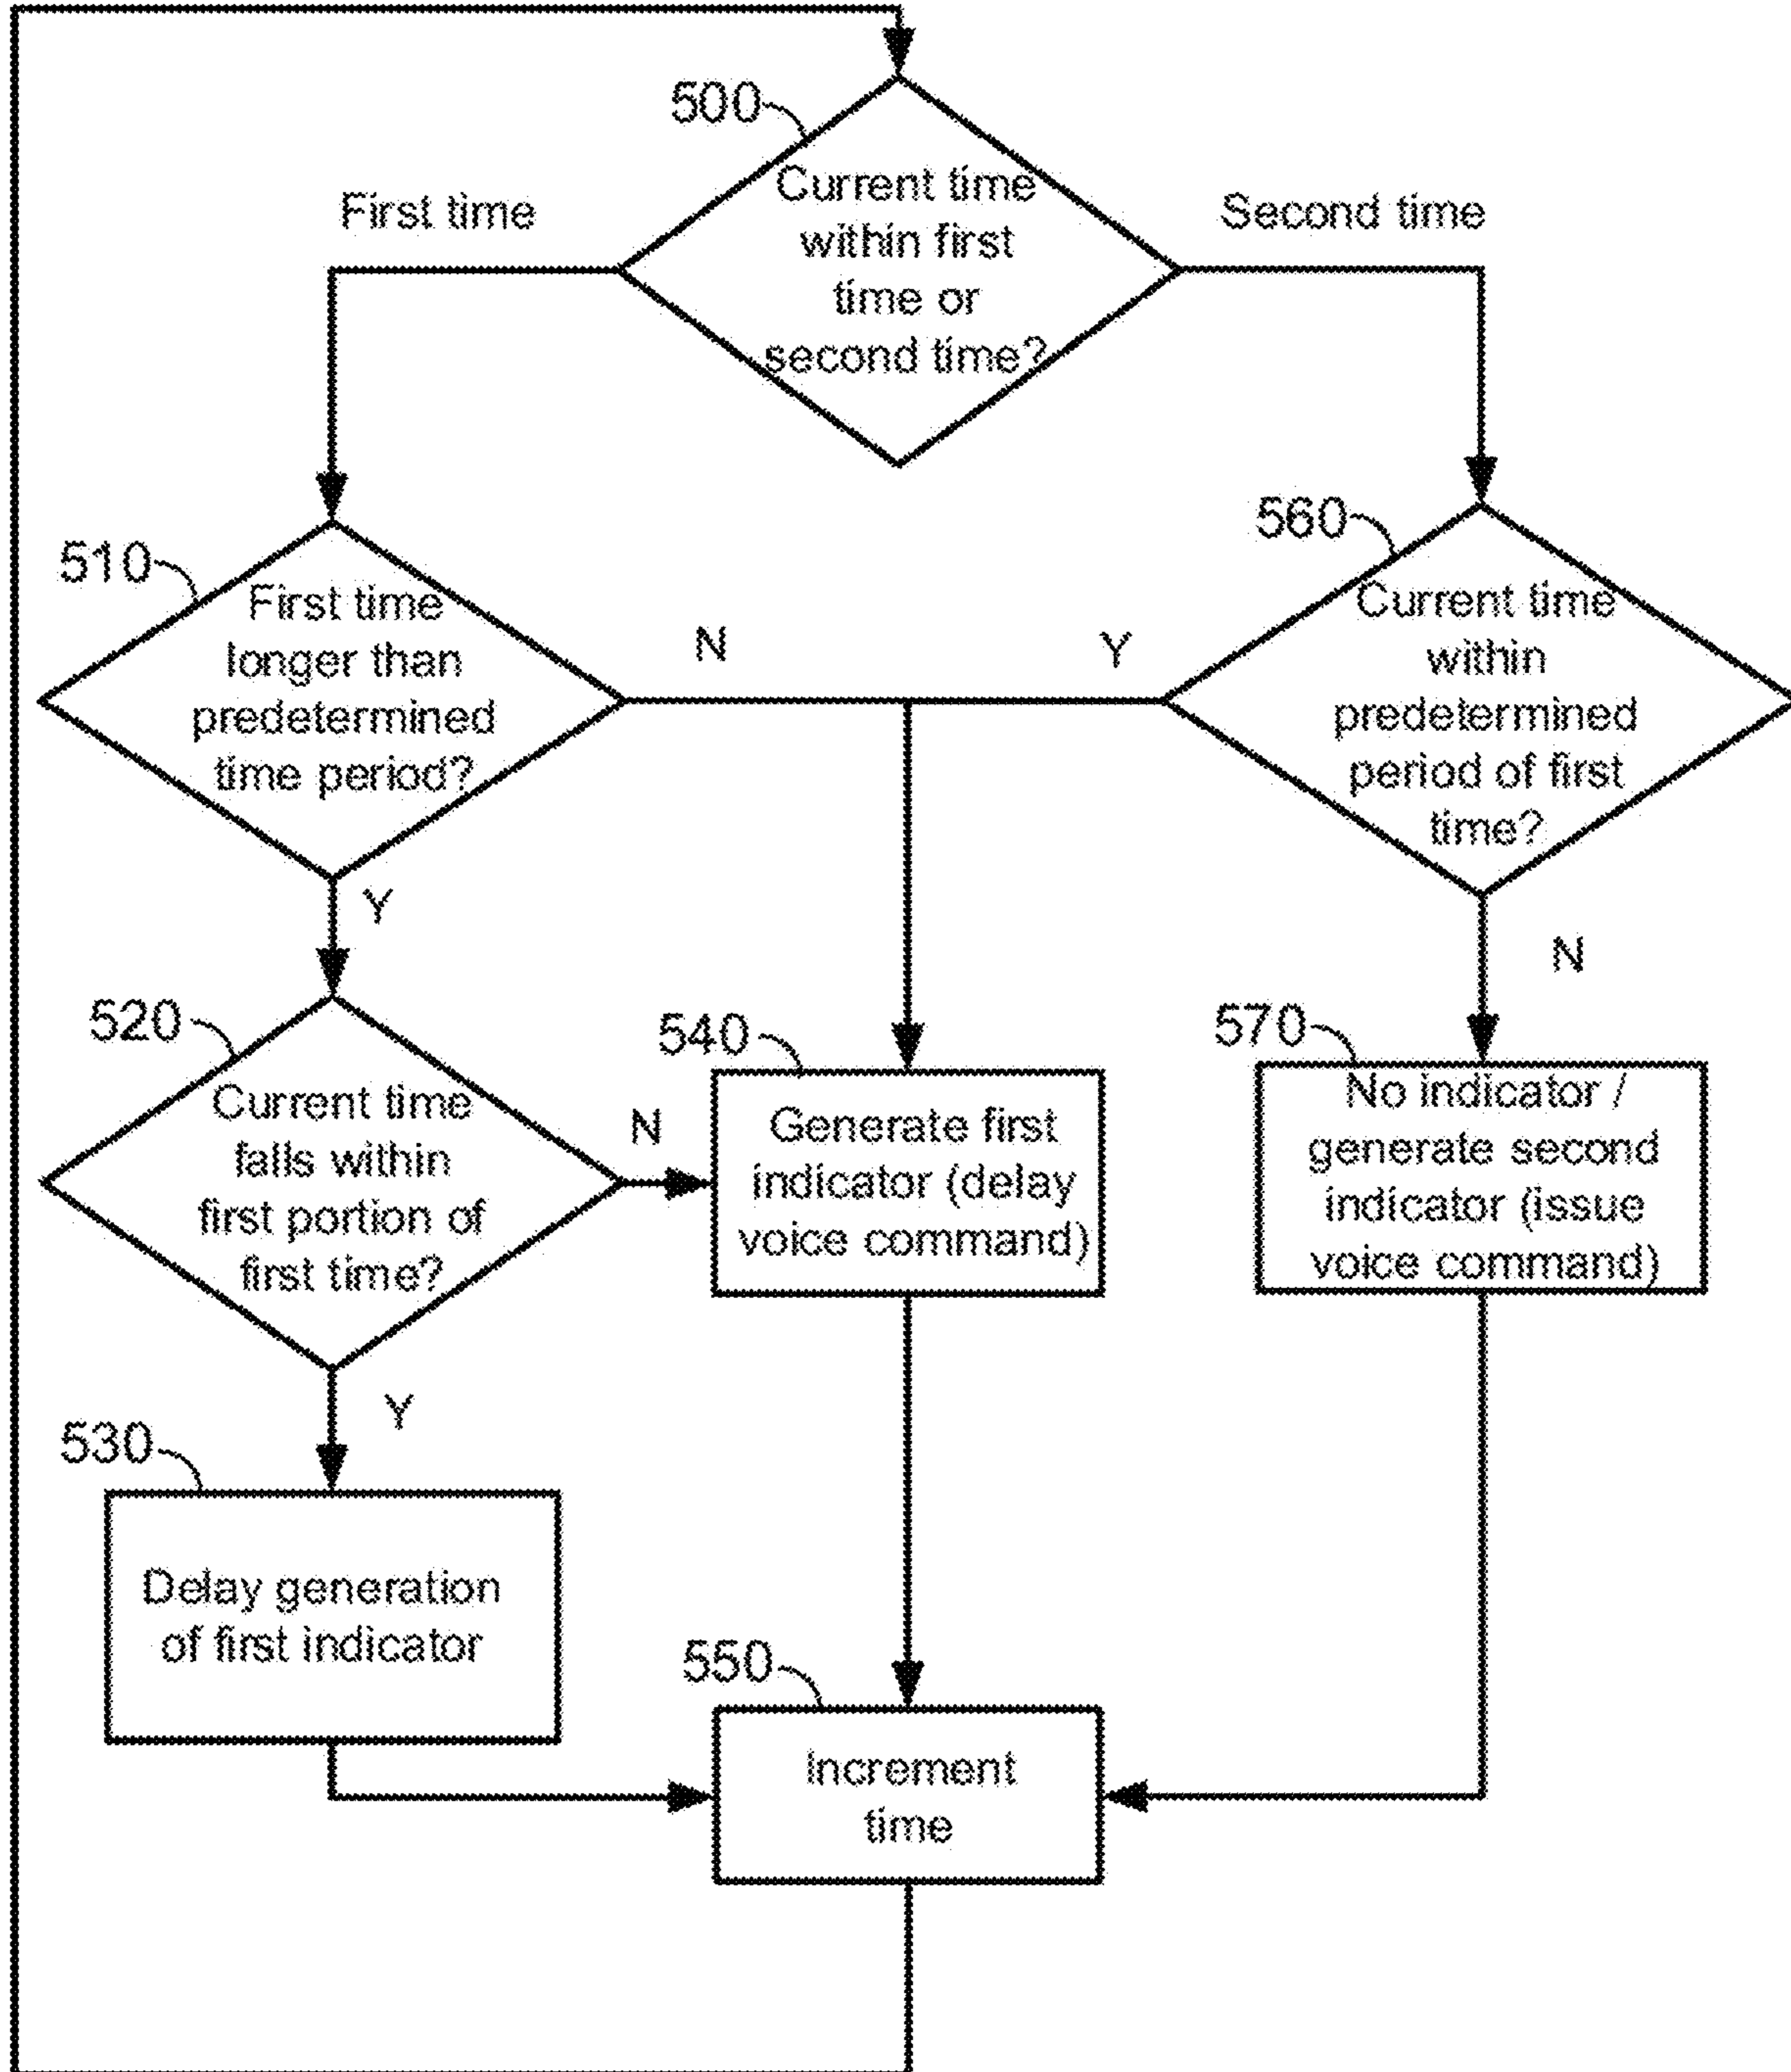 500
Current time
within first
time or
second time?
First time
Second time
510
First time
longer than
predetermined
time period?
N
Y
560
Current time
within
predetermined
period of first
time?
Y
N
520
Current time
falls within
first portion of
first time?
N
540
Generate first
indicator (delay
voice command)
570
No indicator /
generate second
indicator (issue
voice command)
Y
530
Delay generation
of first indicator
550
Increment
time